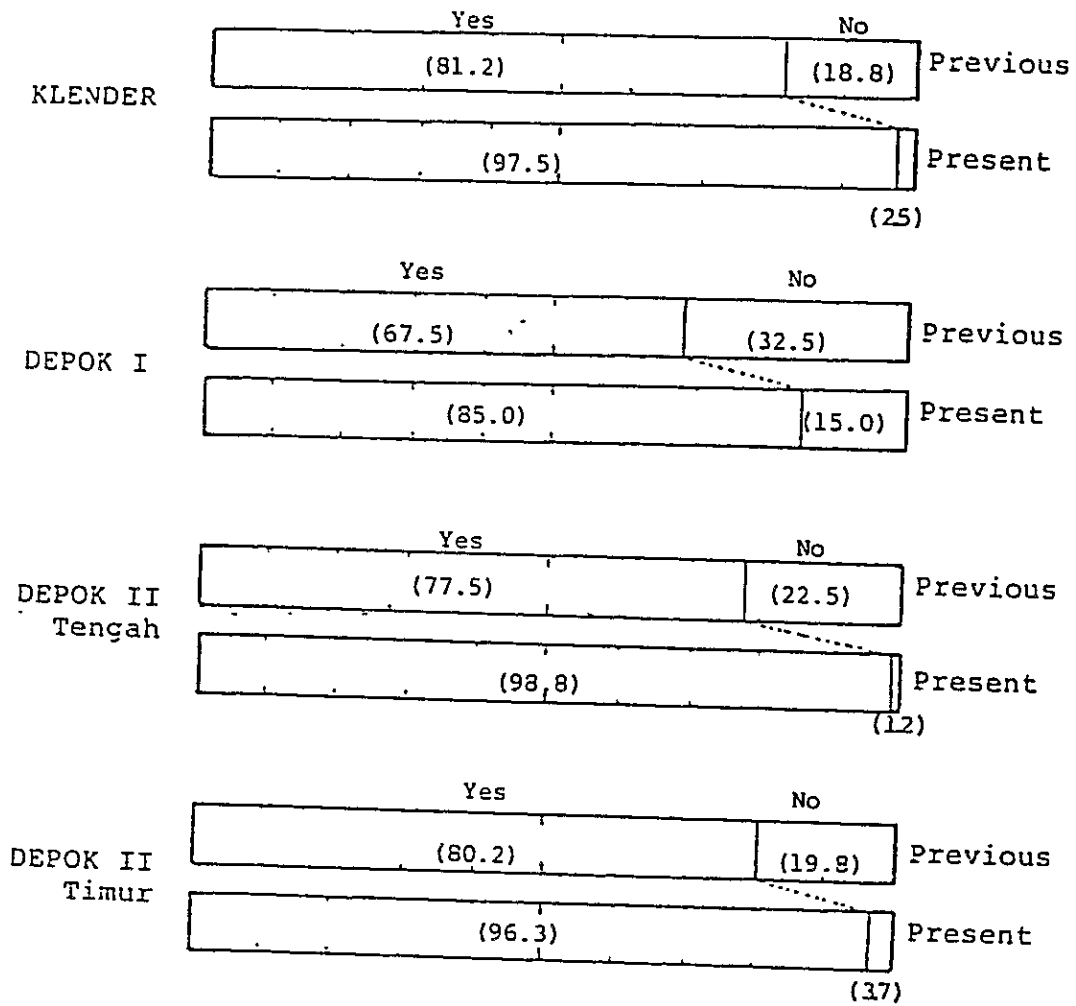 Yes No
(81.2) (18.8) Previous
KLENDER
(97.5) Present
(25)
Yes No
(67.5) (32.5) Previous
DEPOK I
(85.0) (15.0) Present
Yes No
(77.5) (22.5) Previous
DEPOK II
Tengah
(98.8) Present
(12)
Yes No
(80.2) (19.8) Previous
DEPOK II
Timur
(96.3) Present
(37)